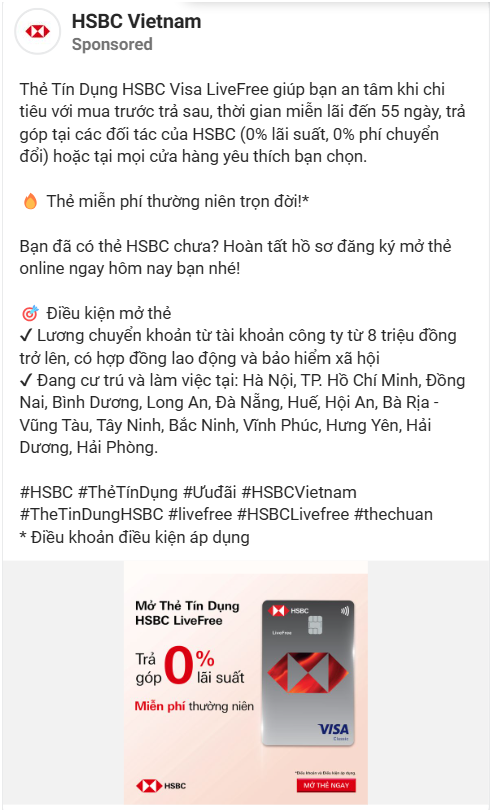 HSBC Vietnam
Sponsored
Thẻ Tín Dụng HSBC Visa LiveFree giúp bạn an tâm khi chi
tiêu với mua trước trả sau, thời gian miễn lãi đến 55 ngày, trả
góp tại các đối tác của HSBC (0% lãi suất, 0% phí chuyển
đổi) hoặc tại mọi cửa hàng yêu thích bạn chọn.
🔥 Thẻ miễn phí thường niên trọn đời!*
Bạn đã có thẻ HSBC chưa? Hoàn tất hồ sơ đăng ký mở thẻ
online ngay hôm nay bạn nhé!
🎯 Điều kiện mở thẻ
✓ Lương chuyển khoản từ tài khoản công ty từ 8 triệu đồng
trở lên, có hợp đồng lao động và bảo hiểm xã hội
✓ Đang cư trú và làm việc tại: Hà Nội, TP. Hồ Chí Minh, Đồng
Nai, Bình Dương, Long An, Đà Nẵng, Huế, Hội An, Bà Rịa -
Vũng Tàu, Tây Ninh, Bắc Ninh, Vĩnh Phúc, Hưng Yên, Hải
Dương, Hải Phòng.
#HSBC #ThẻTínDụng #Ưuđãi #HSBCVietnam
#TheTinDungHSBC #livefree #HSBCLivefree #thechuan
* Điều khoản điều kiện áp dụng
Mở Thẻ Tín Dụng
HSBC LiveFree
Trả góp 0% lãi suất
Miễn phí thường niên
HSBC
LiveFree
VISA
Classic
*Điều khoản và Điều kiện áp dụng
MỞ THẺ NGAY
HSBC